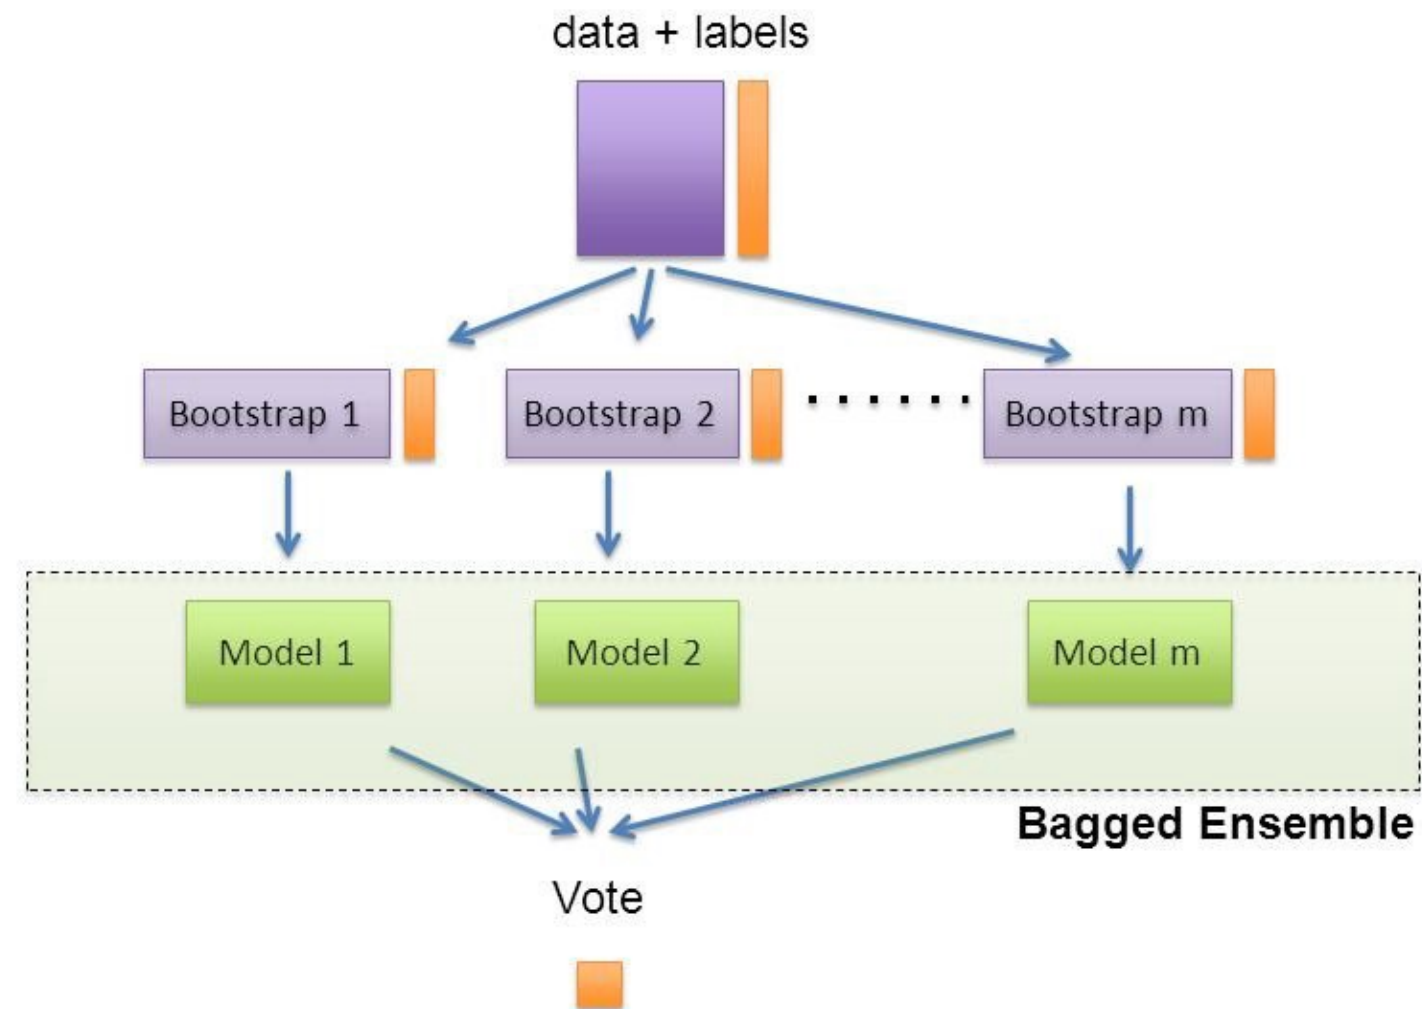 data + labels
Bootstrap 1
Bootstrap 2
......
Bootstrap m
Model 1
Model 2
Model m
Bagged Ensemble
Vote